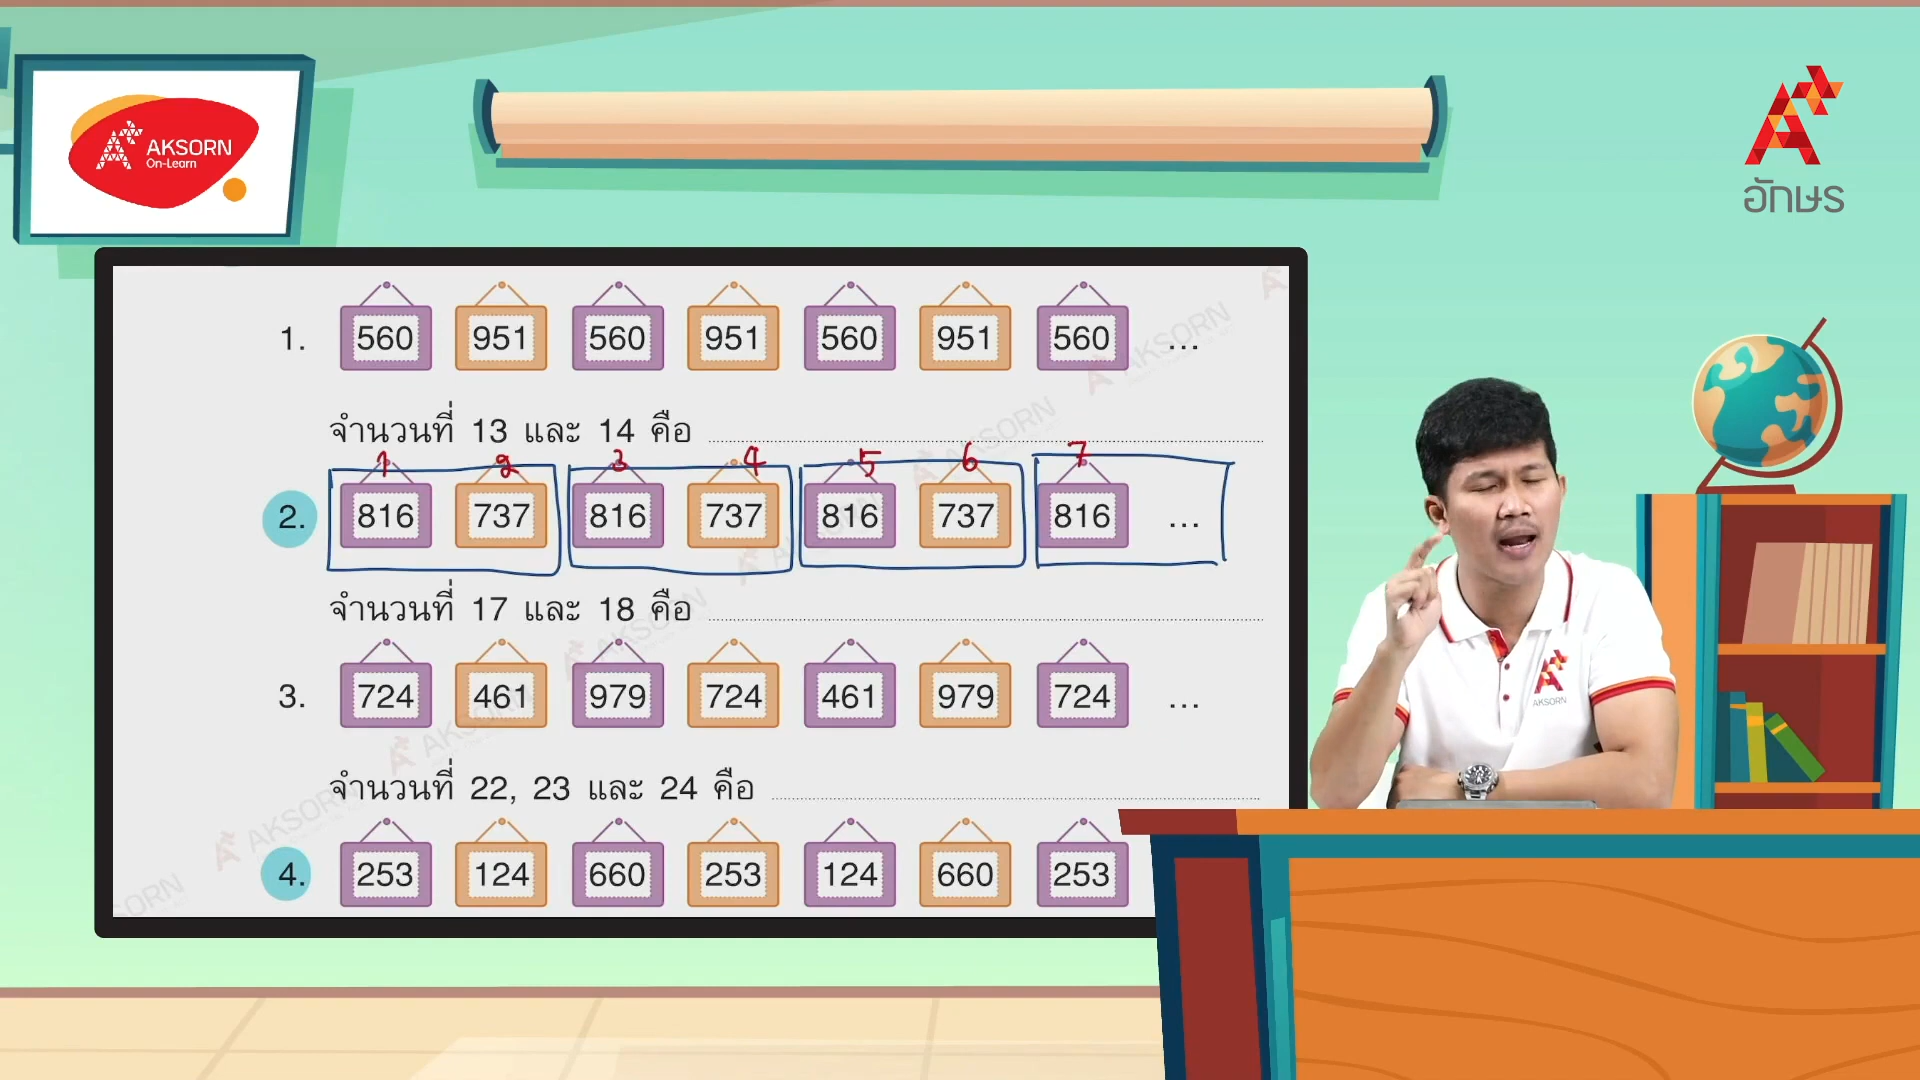 AKSORN
On-Learn
อักษร
1. 560 951 560 951 560 951 560 ...
จำนวนที่ 13 และ 14 คือ
1 2 3 4 5 6 7
2. 816 737 816 737 816 737 816 ...
จำนวนที่ 17 และ 18 คือ
3. 724 461 979 724 461 979 724 ...
จำนวนที่ 22, 23 และ 24 คือ
4. 253 124 660 253 124 660 253
AKSORN